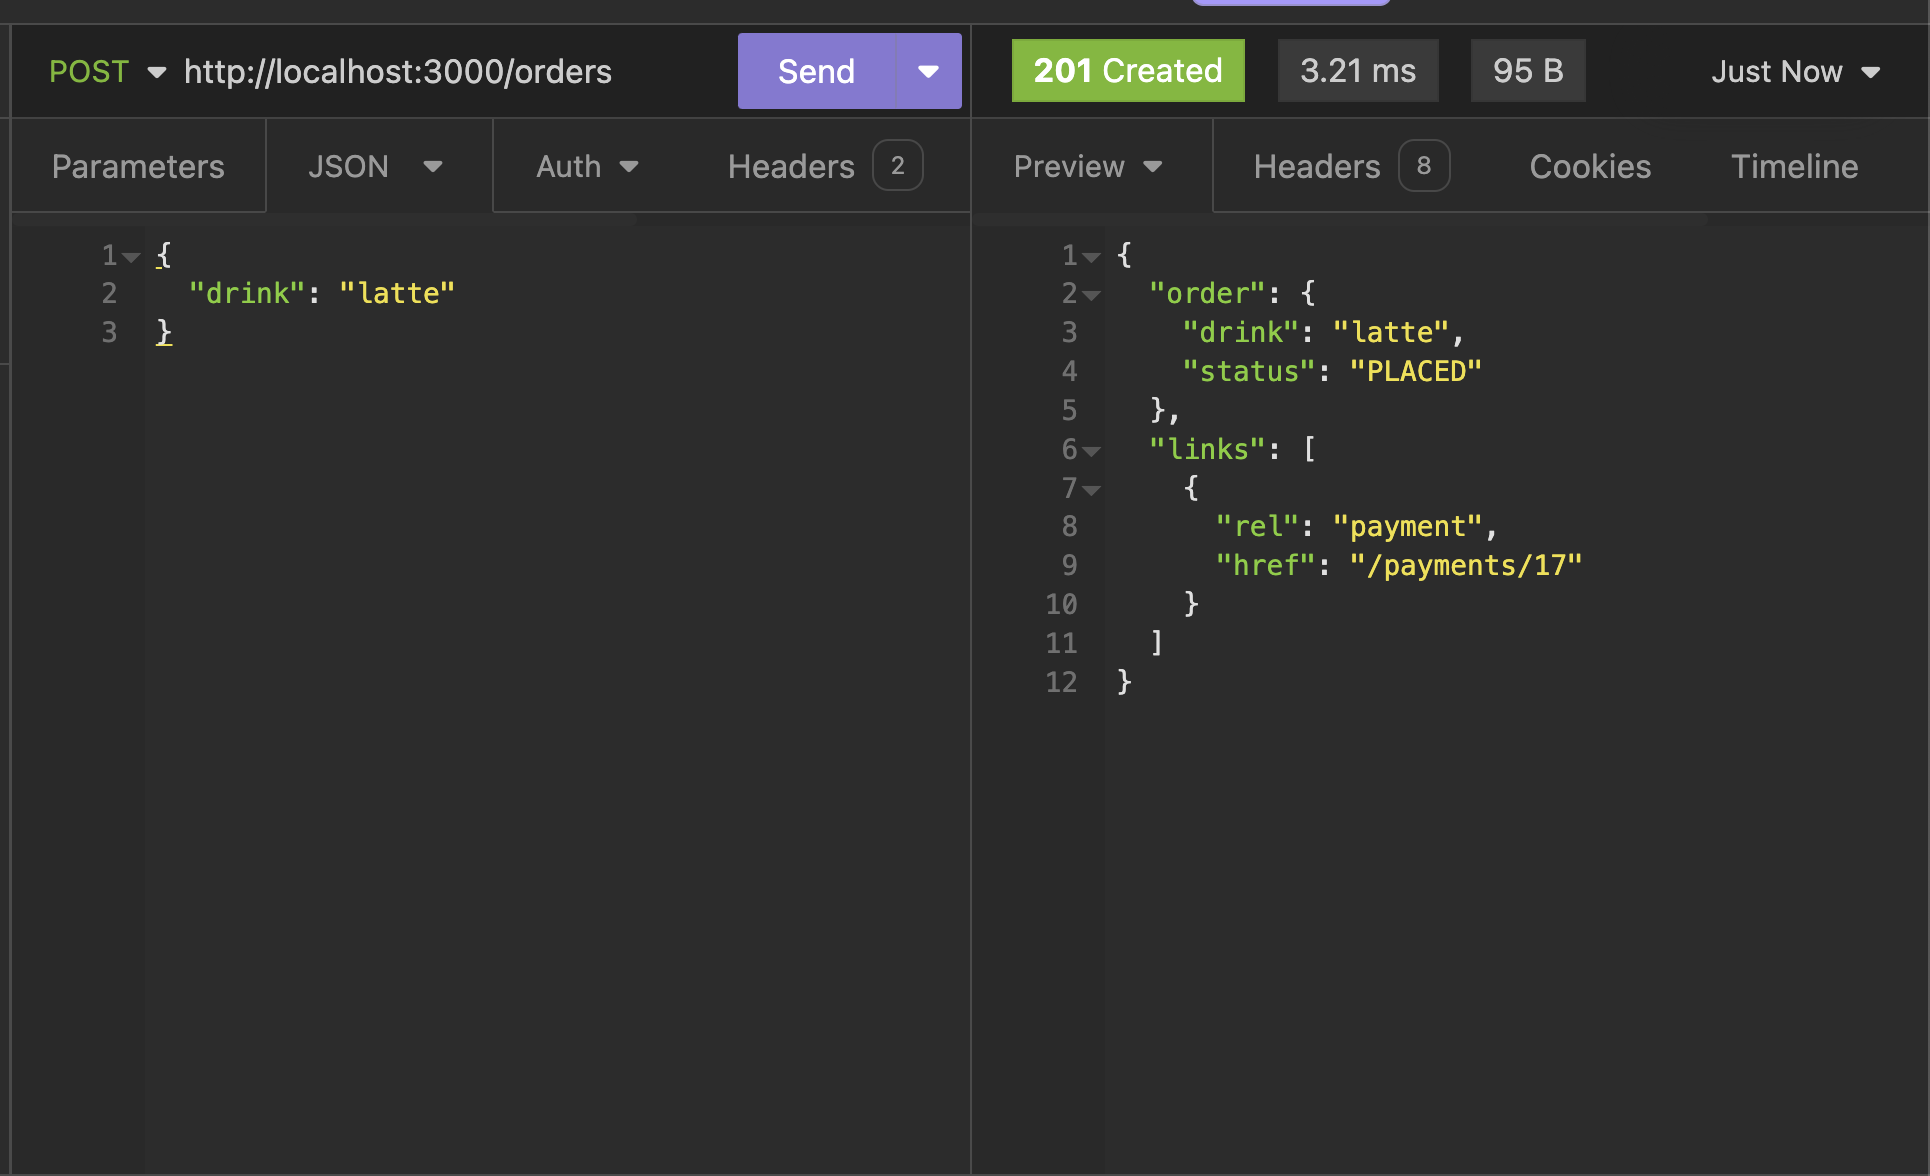 POST http://localhost:3000/orders Send 201 Created 3.21 ms 95 B Just Now
Parameters JSON Auth Headers 2 Preview Headers 8 Cookies Timeline
1 {
2 "drink": "latte"
3 }
1 {
2 "order": {
3 "drink": "latte",
4 "status": "PLACED"
5 },
6 "links": [
7 {
8 "rel": "payment",
9 "href": "/payments/17"
10 }
11 ]
12 }